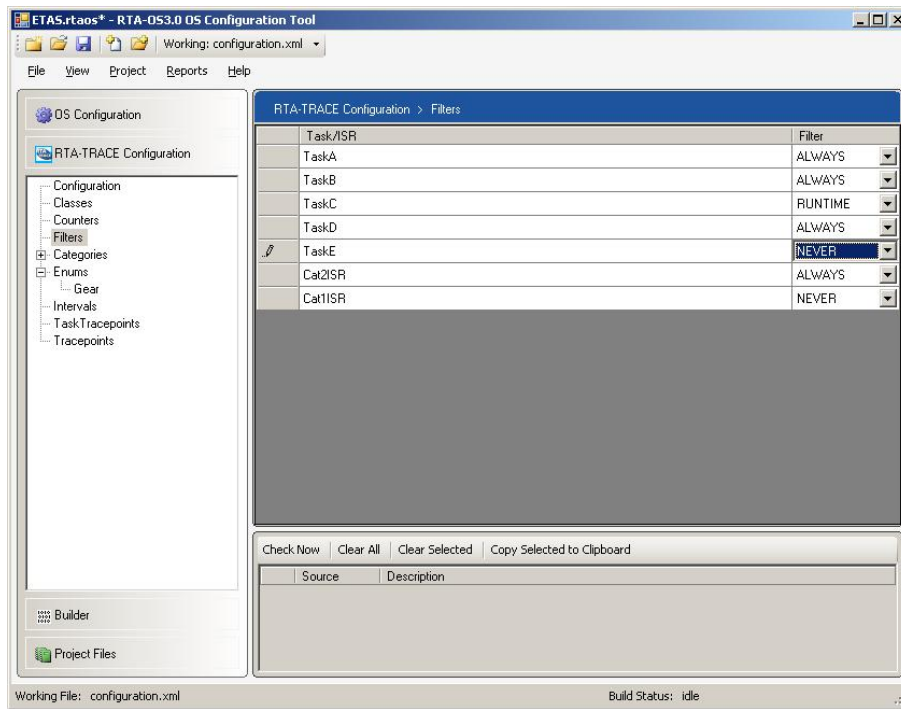 ETAS.rtaos* - RTA-OS3.0 OS Configuration Tool
Working: configuration.xml
File View Project Reports Help
OS Configuration
RTA-TRACE Configuration
Configuration
Classes
Counters
Filters
Categories
Enums
Gear
Intervals
TaskTracepoints
Tracepoints
Builder
Project Files
RTA-TRACE Configuration > Filters
Task/ISR Filter
TaskA ALWAYS
TaskB ALWAYS
TaskC RUNTIME
TaskD ALWAYS
TaskE NEVER
Cat2ISR ALWAYS
Cat1ISR NEVER
Check Now Clear All Clear Selected Copy Selected to Clipboard
Source Description
Working File: configuration.xml Build Status: idle